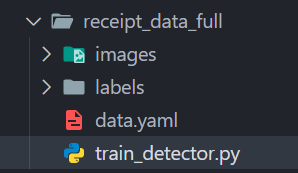 receipt_data_full
images
labels
data.yaml
train_detector.py